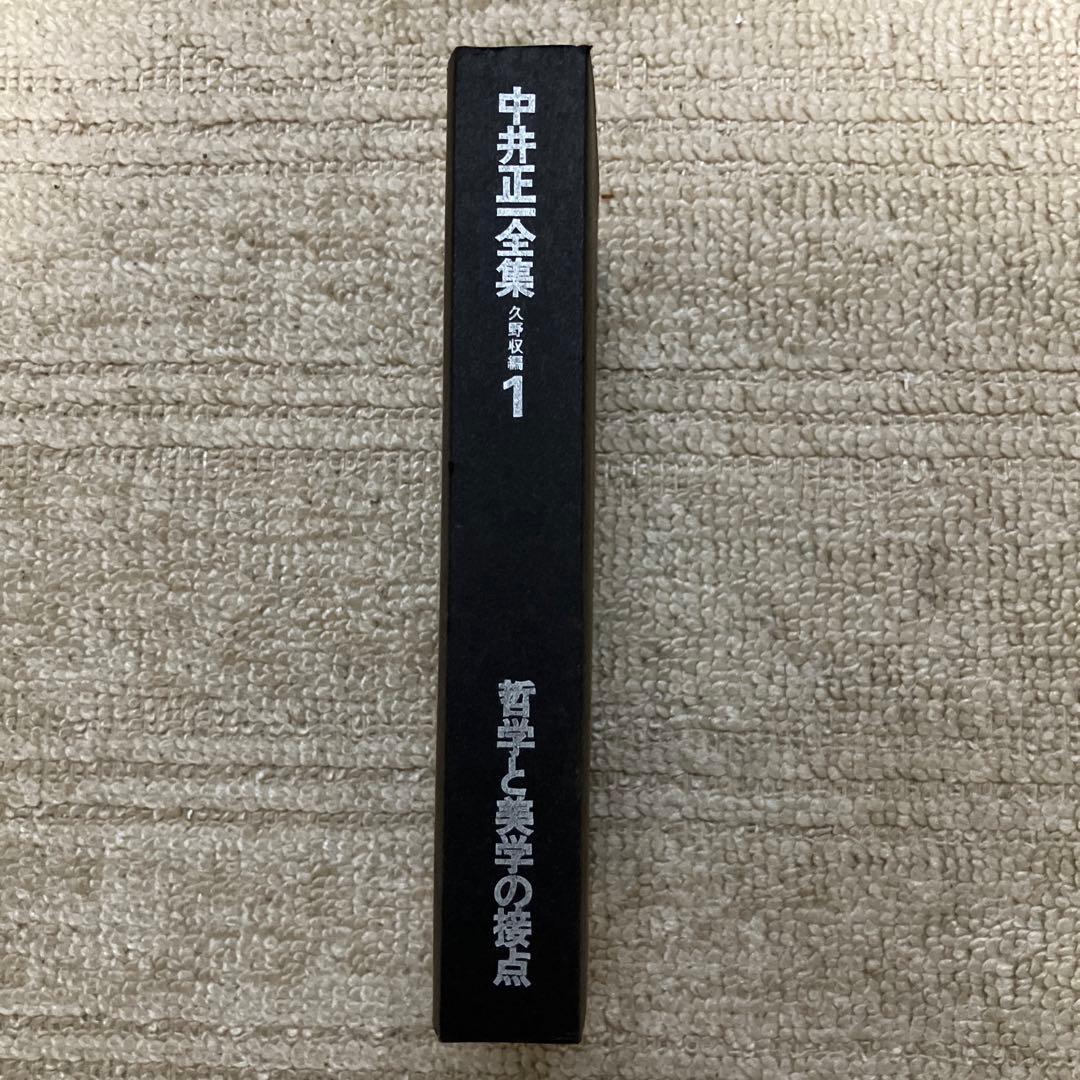 中井正一全集
久野収編
1
哲学と美学の接点